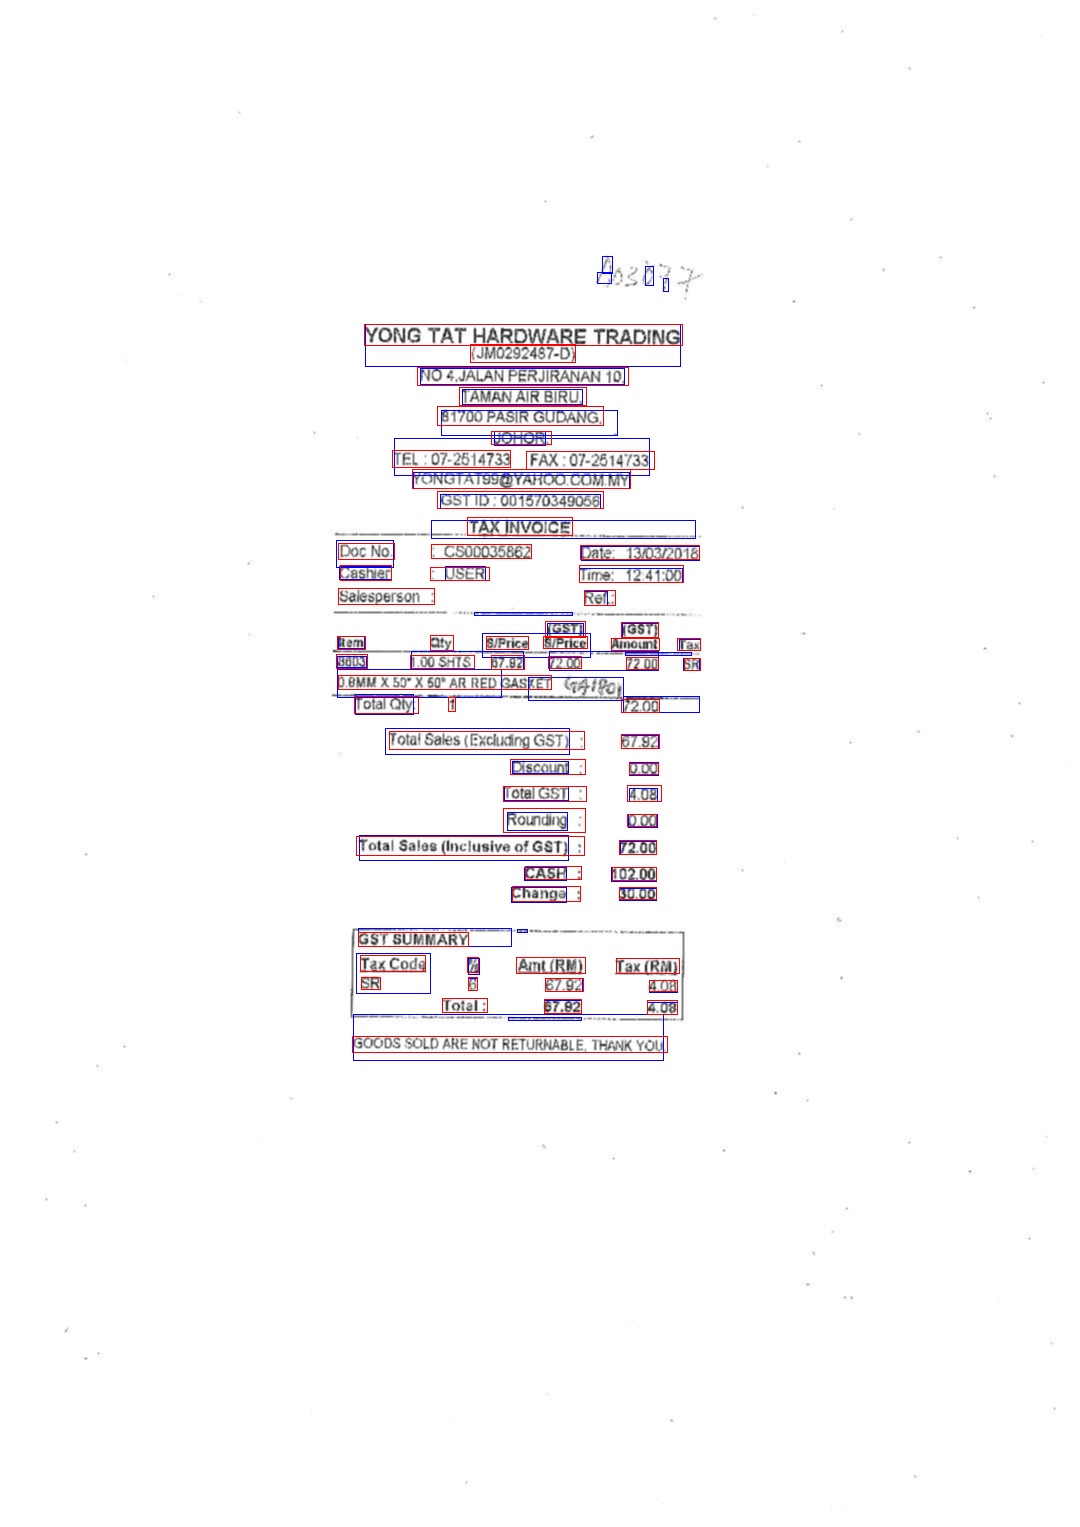 YONG TAT HARDWARE TRADING
(JM0292487-D)
NO 4,JALAN PERJIRANAN 10,
TAMAN AIR BIRU,
81700 PASIR GUDANG,
JOHOR.
TEL : 07-2514733 FAX : 07-2514733
YONGTAT99@YAHOO.COM.MY
GST ID : 001570349056
TAX INVOICE
Doc No. : CS00035862 Date: 13/03/2018
Cashier : USER Time: 12:41:00
Salesperson : Ref.:
(GST) (GST)
Item Qty S/Price S/Price Amount Tax
3603 1.00 SHTS 67.92 72.00 72.00 SR
0.8MM X 50" X 60" AR RED GASKET
Total Qty: 1 72.00
Total Sales (Excluding GST) : 67.92
Discount : 0.00
Total GST : 4.08
Rounding : 0.00
Total Sales (Inclusive of GST) : 72.00
CASH : 102.00
Change : 30.00
GST SUMMARY
Tax Code % Amt (RM) Tax (RM)
SR 6 67.92 4.08
Total : 67.92 4.08
GOODS SOLD ARE NOT RETURNABLE, THANK YOU